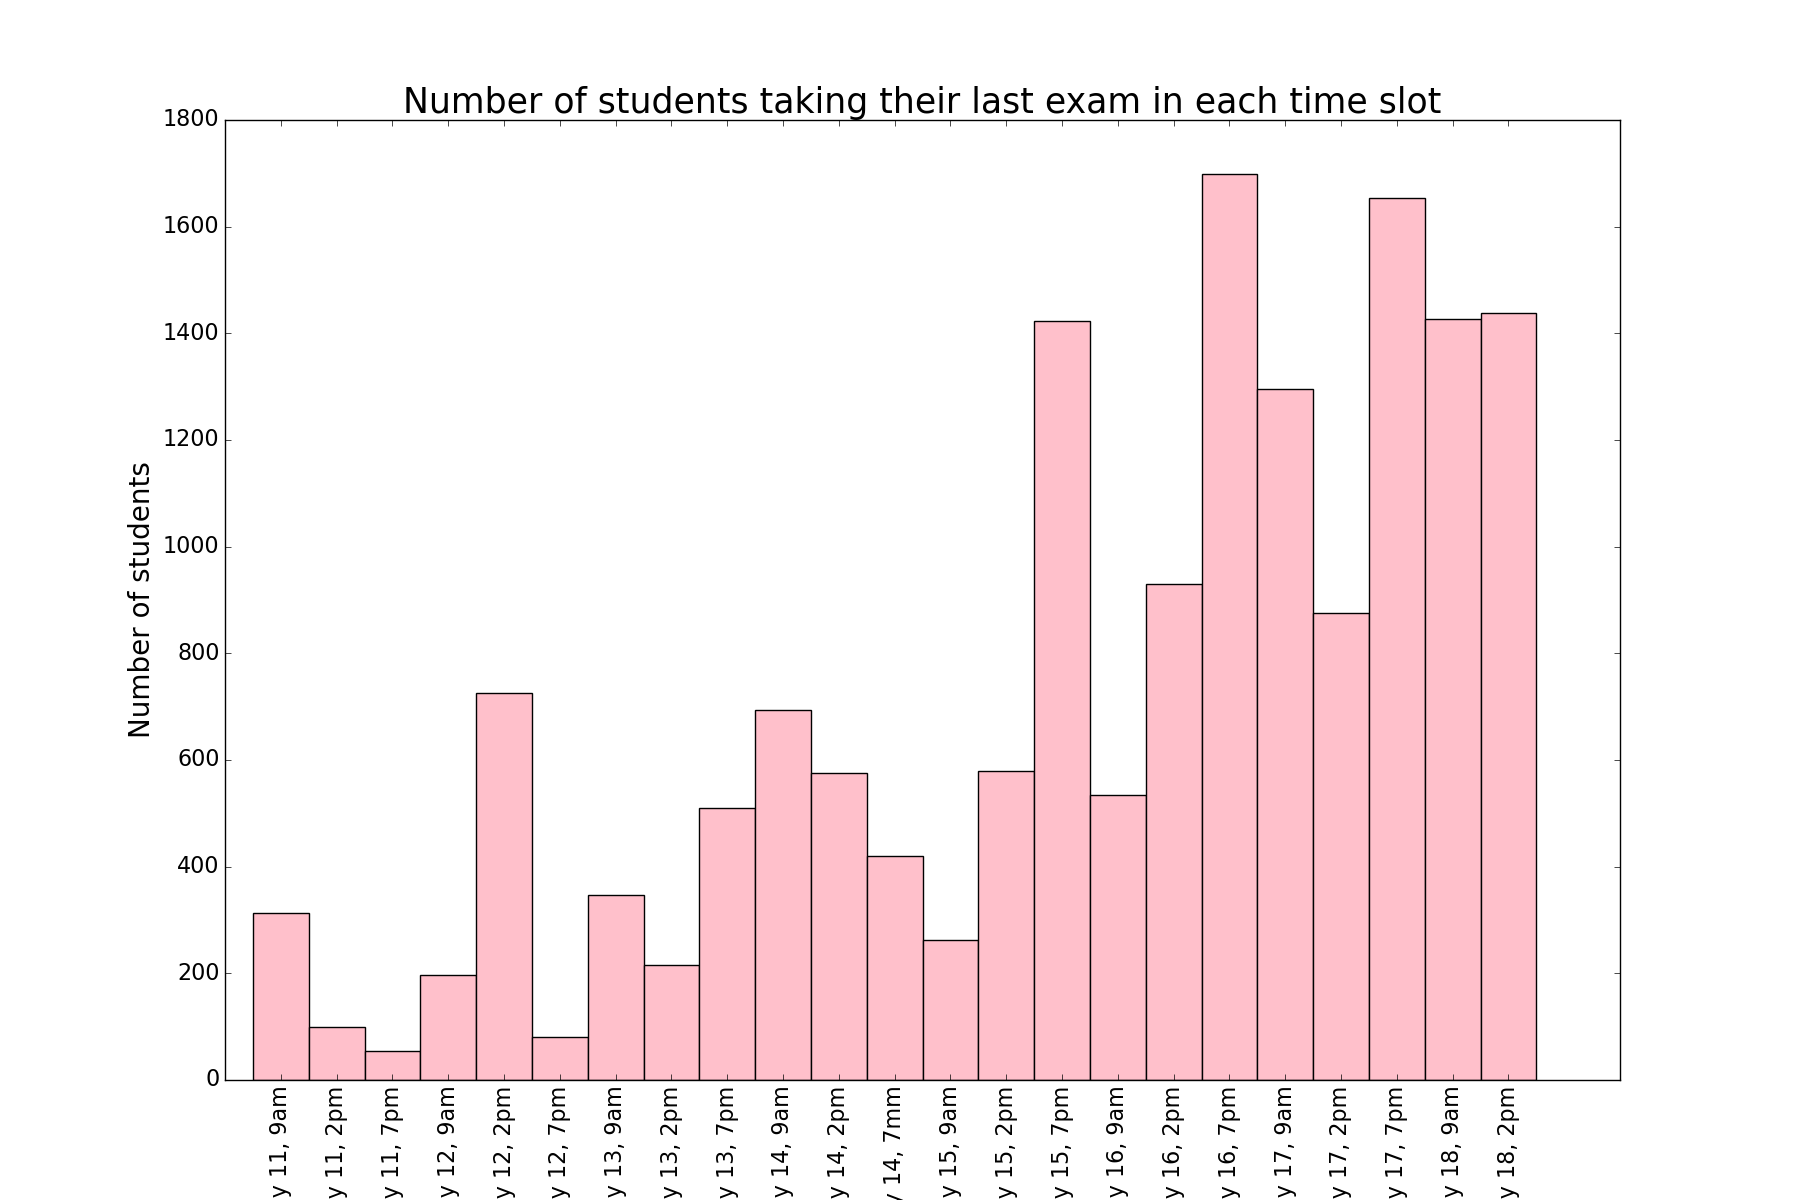 Number of students taking their last exam in each time slot
Number of students
1800
1600
1400
1200
1000
800
600
400
200
0
y 11, 9am
y 11, 2pm
y 11, 7pm
y 12, 9am
y 12, 2pm
y 12, 7pm
y 13, 9am
y 13, 2pm
y 13, 7pm
y 14, 9am
y 14, 2pm
y 14, 7mm
y 15, 9am
y 15, 2pm
y 15, 7pm
y 16, 9am
y 16, 2pm
y 16, 7pm
y 17, 9am
y 17, 2pm
y 17, 7pm
y 18, 9am
y 18, 2pm